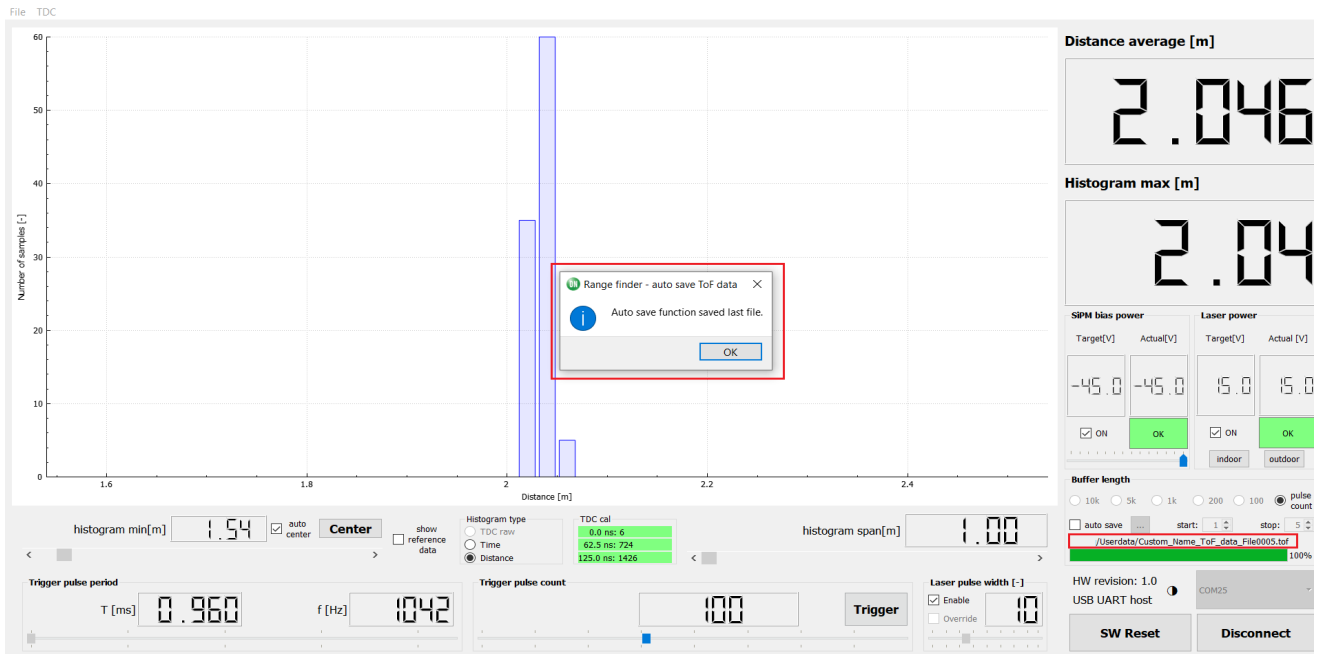 File TDC
60
50
40
30
20
10
0
Number of samples [-]
1.6 1.8 2 2.2 2.4
Distance [m]
ON Range finder - auto save ToF data
Auto save function saved last file.
OK
Distance average [m]
2.046
Histogram max [m]
2.04
SiPM bias power
Target[V] Actual[V]
-45.0 -45.0
ON OK
Laser power
Target[V] Actual [V]
15.0 15.0
ON OK
indoor outdoor
Buffer length
10k 5k 1k 200 100 pulse count
auto save ... start: 1 stop: 5
/Userdata/Custom_Name_ToF_data_File0005.tof
100%
histogram min[m] 1.54 auto center Center
show reference data
Histogram type
TDC raw
Time
Distance
TDC cal
0.0 ns: 6
62.5 ns: 724
125.0 ns: 1426
histogram span[m] 1.00
Trigger pulse period
T [ms] 0.960 f [Hz] 1042
Trigger pulse count
100 Trigger
Laser pulse width [-]
Enable 10
Override
HW revision: 1.0
USB UART host
COM25
SW Reset Disconnect